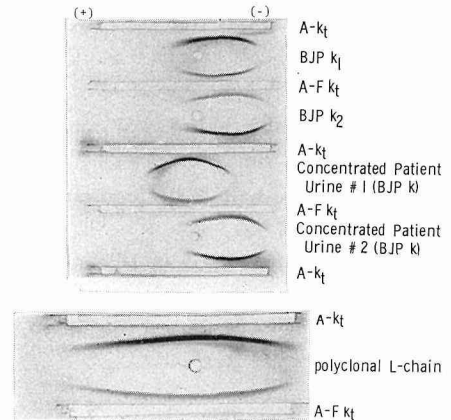 (+) (-)
A-kt
BJP k1
A-F kt
BJP k2
A-kt
Concentrated Patient
Urine # 1 (BJP k)
A-F kt
Concentrated Patient
Urine # 2 (BJP k)
A-kt
A-kt
polyclonal L-chain
A-F kt